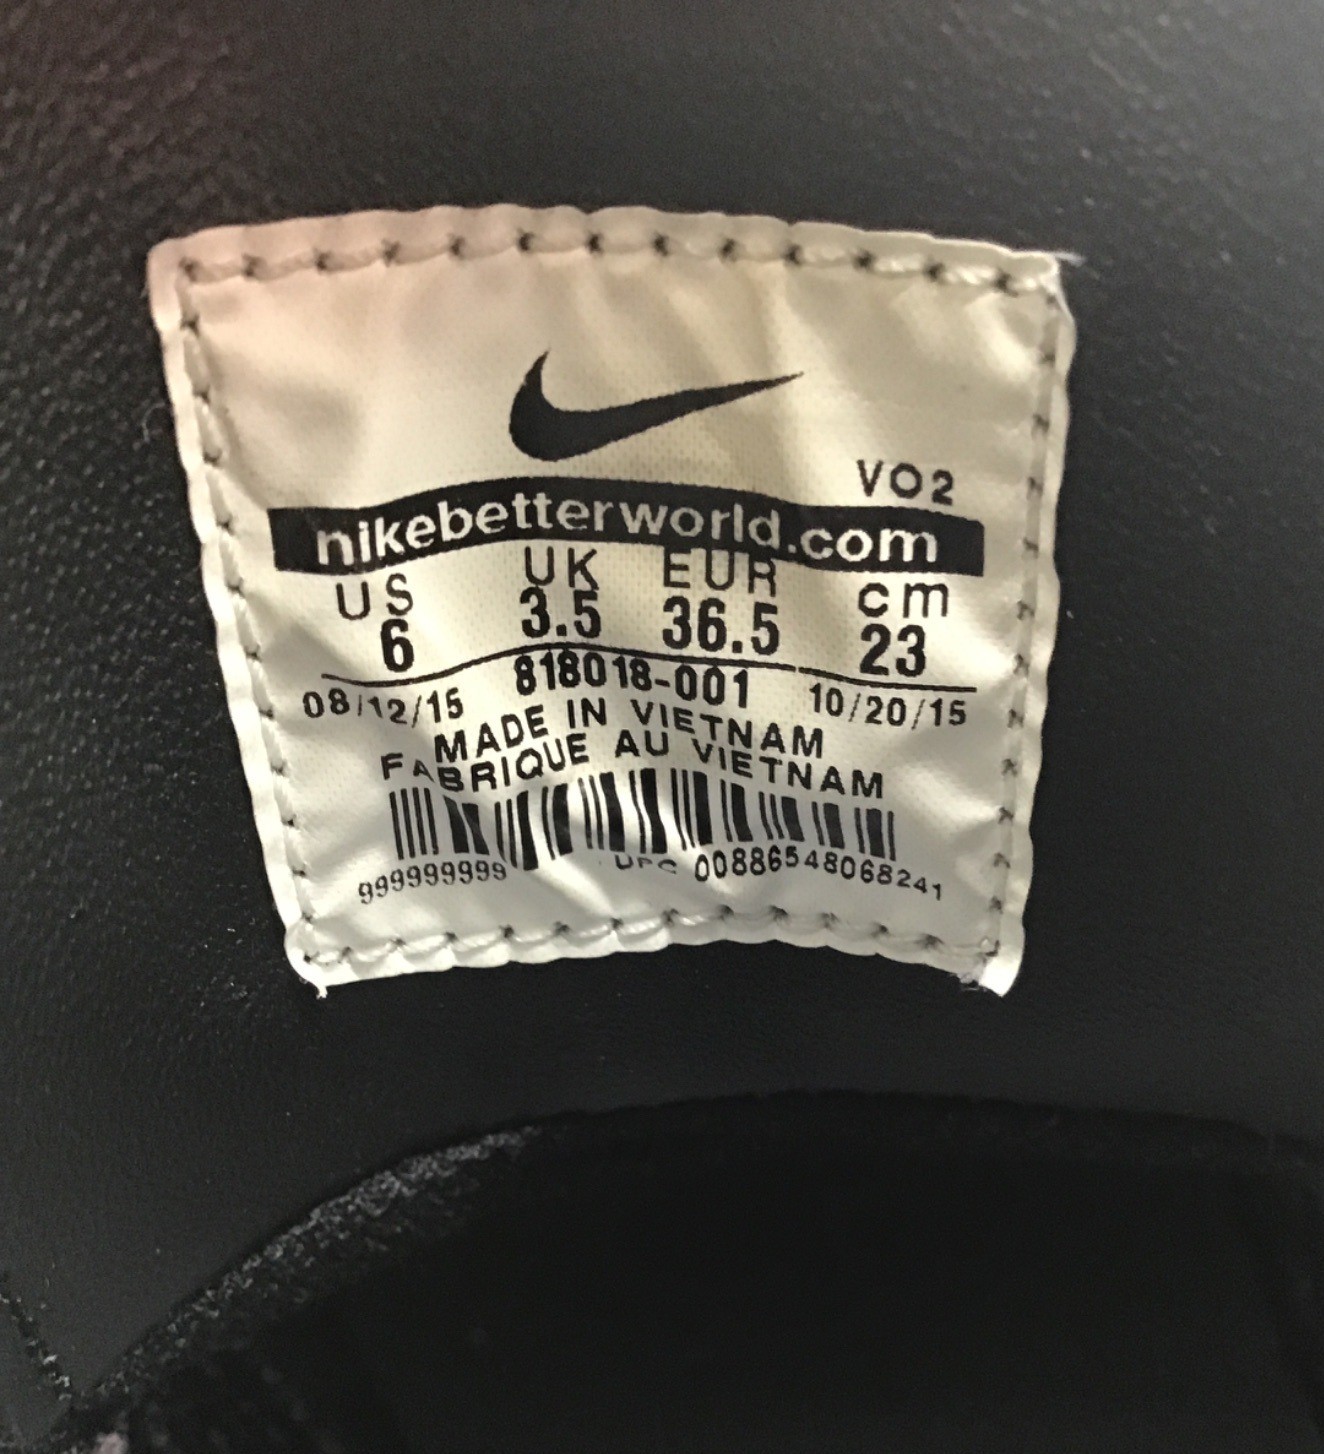 VO2
nikebetterworld.com
US UK EUR cm
6 3.5 36.5 23
08/12/15 818018-001 10/20/15
MADE IN VIETNAM
FABRIQUE AU VIETNAM
999999999 UPC 00886548068241